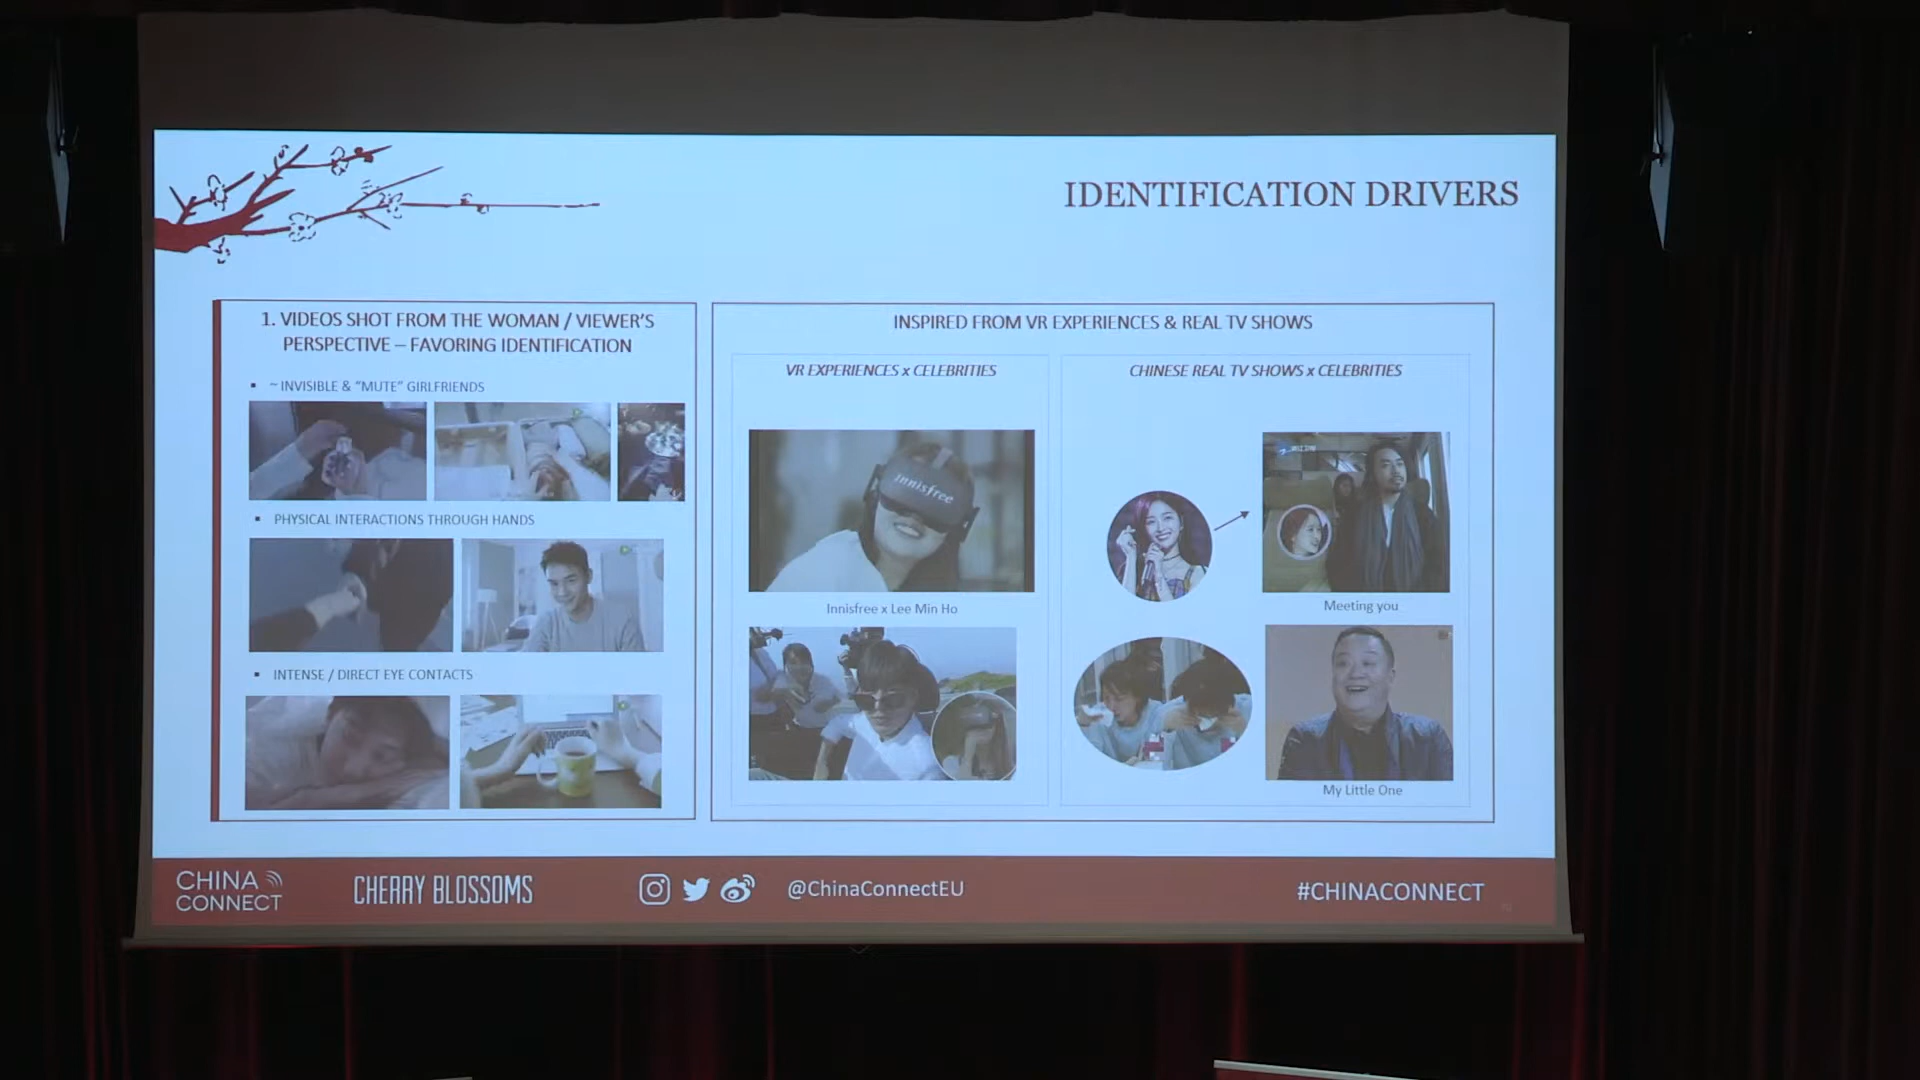 IDENTIFICATION DRIVERS
1. VIDEOS SHOT FROM THE WOMAN / VIEWER'S
PERSPECTIVE – FAVORING IDENTIFICATION
▪ ~ INVISIBLE & "MUTE" GIRLFRIENDS
▪ PHYSICAL INTERACTIONS THROUGH HANDS
▪ INTENSE / DIRECT EYE CONTACTS
INSPIRED FROM VR EXPERIENCES & REAL TV SHOWS
VR EXPERIENCES x CELEBRITIES
innisfree
Innisfree x Lee Min Ho
CHINESE REAL TV SHOWS x CELEBRITIES
Meeting you
My Little One
CHINA
CONNECT
CHERRY BLOSSOMS
@ChinaConnectEU
#CHINACONNECT